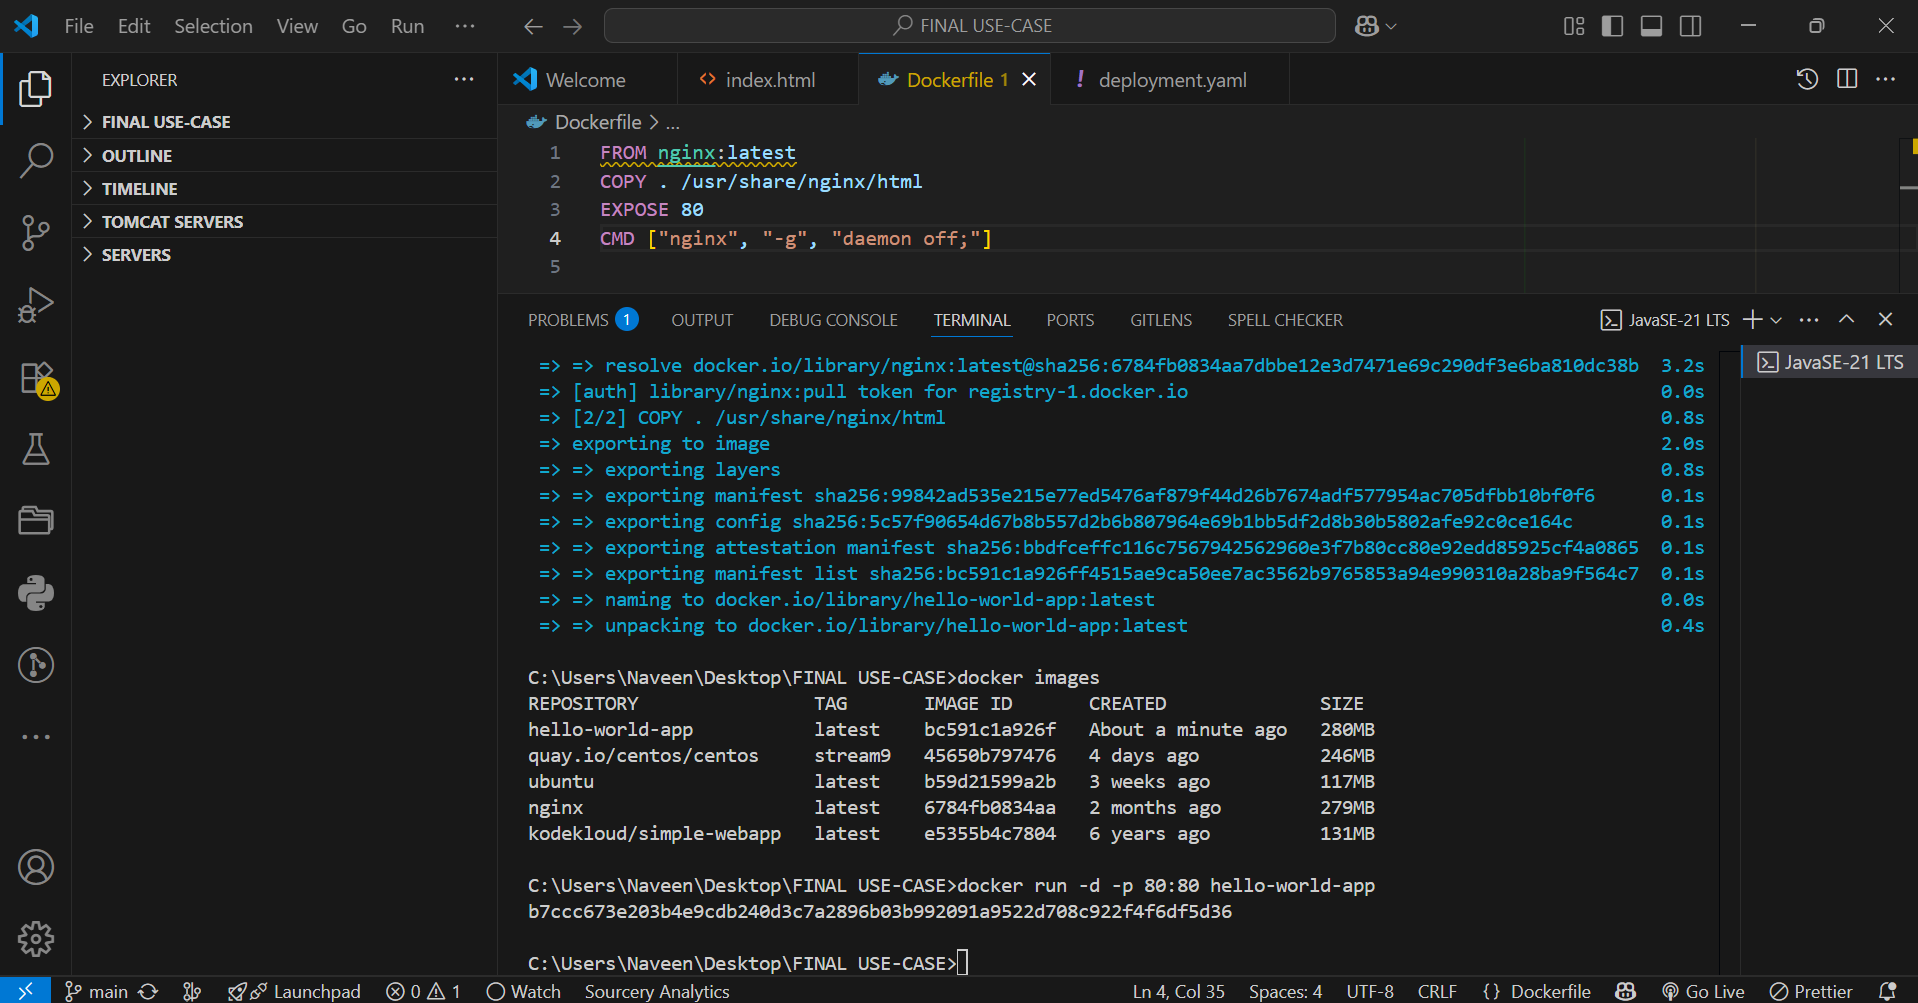 File Edit Selection View Go Run ··· FINAL USE-CASE
EXPLORER ···
FINAL USE-CASE
OUTLINE
TIMELINE
TOMCAT SERVERS
SERVERS
Welcome index.html Dockerfile 1 deployment.yaml
Dockerfile > ...
1 FROM nginx:latest
2 COPY . /usr/share/nginx/html
3 EXPOSE 80
4 CMD ["nginx", "-g", "daemon off;"]
5
PROBLEMS 1 OUTPUT DEBUG CONSOLE TERMINAL PORTS GITLENS SPELL CHECKER JavaSE-21 LTS
JavaSE-21 LTS
=> => resolve docker.io/library/nginx:latest@sha256:6784fb0834aa7dbbe12e3d7471e69c290df3e6ba810dc38b 3.2s
=> [auth] library/nginx:pull token for registry-1.docker.io 0.0s
=> [2/2] COPY . /usr/share/nginx/html 0.8s
=> exporting to image 2.0s
=> => exporting layers 0.8s
=> => exporting manifest sha256:99842ad535e215e77ed5476af879f44d26b7674adf577954ac705dfbb10bf0f6 0.1s
=> => exporting config sha256:5c57f90654d67b8b557d2b6b807964e69b1bb5df2d8b30b5802afe92c0ce164c 0.1s
=> => exporting attestation manifest sha256:bbdfceffc116c7567942562960e3f7b80cc80e92edd85925cf4a0865 0.1s
=> => exporting manifest list sha256:bc591c1a926ff4515ae9ca50ee7ac3562b9765853a94e990310a28ba9f564c7 0.1s
=> => naming to docker.io/library/hello-world-app:latest 0.0s
=> => unpacking to docker.io/library/hello-world-app:latest 0.4s
C:\Users\Naveen\Desktop\FINAL USE-CASE>docker images
REPOSITORY TAG IMAGE ID CREATED SIZE
hello-world-app latest bc591c1a926f About a minute ago 280MB
quay.io/centos/centos stream9 45650b797476 4 days ago 246MB
ubuntu latest b59d21599a2b 3 weeks ago 117MB
nginx latest 6784fb0834aa 2 months ago 279MB
kodekloud/simple-webapp latest e5355b4c7804 6 years ago 131MB
C:\Users\Naveen\Desktop\FINAL USE-CASE>docker run -d -p 80:80 hello-world-app
b7ccc673e203b4e9cdb240d3c7a2896b03b992091a9522d708c922f4f6df5d36
C:\Users\Naveen\Desktop\FINAL USE-CASE>
main Launchpad 0 1 Watch Sourcery Analytics Ln 4, Col 35 Spaces: 4 UTF-8 CRLF {} Dockerfile Go Live Prettier